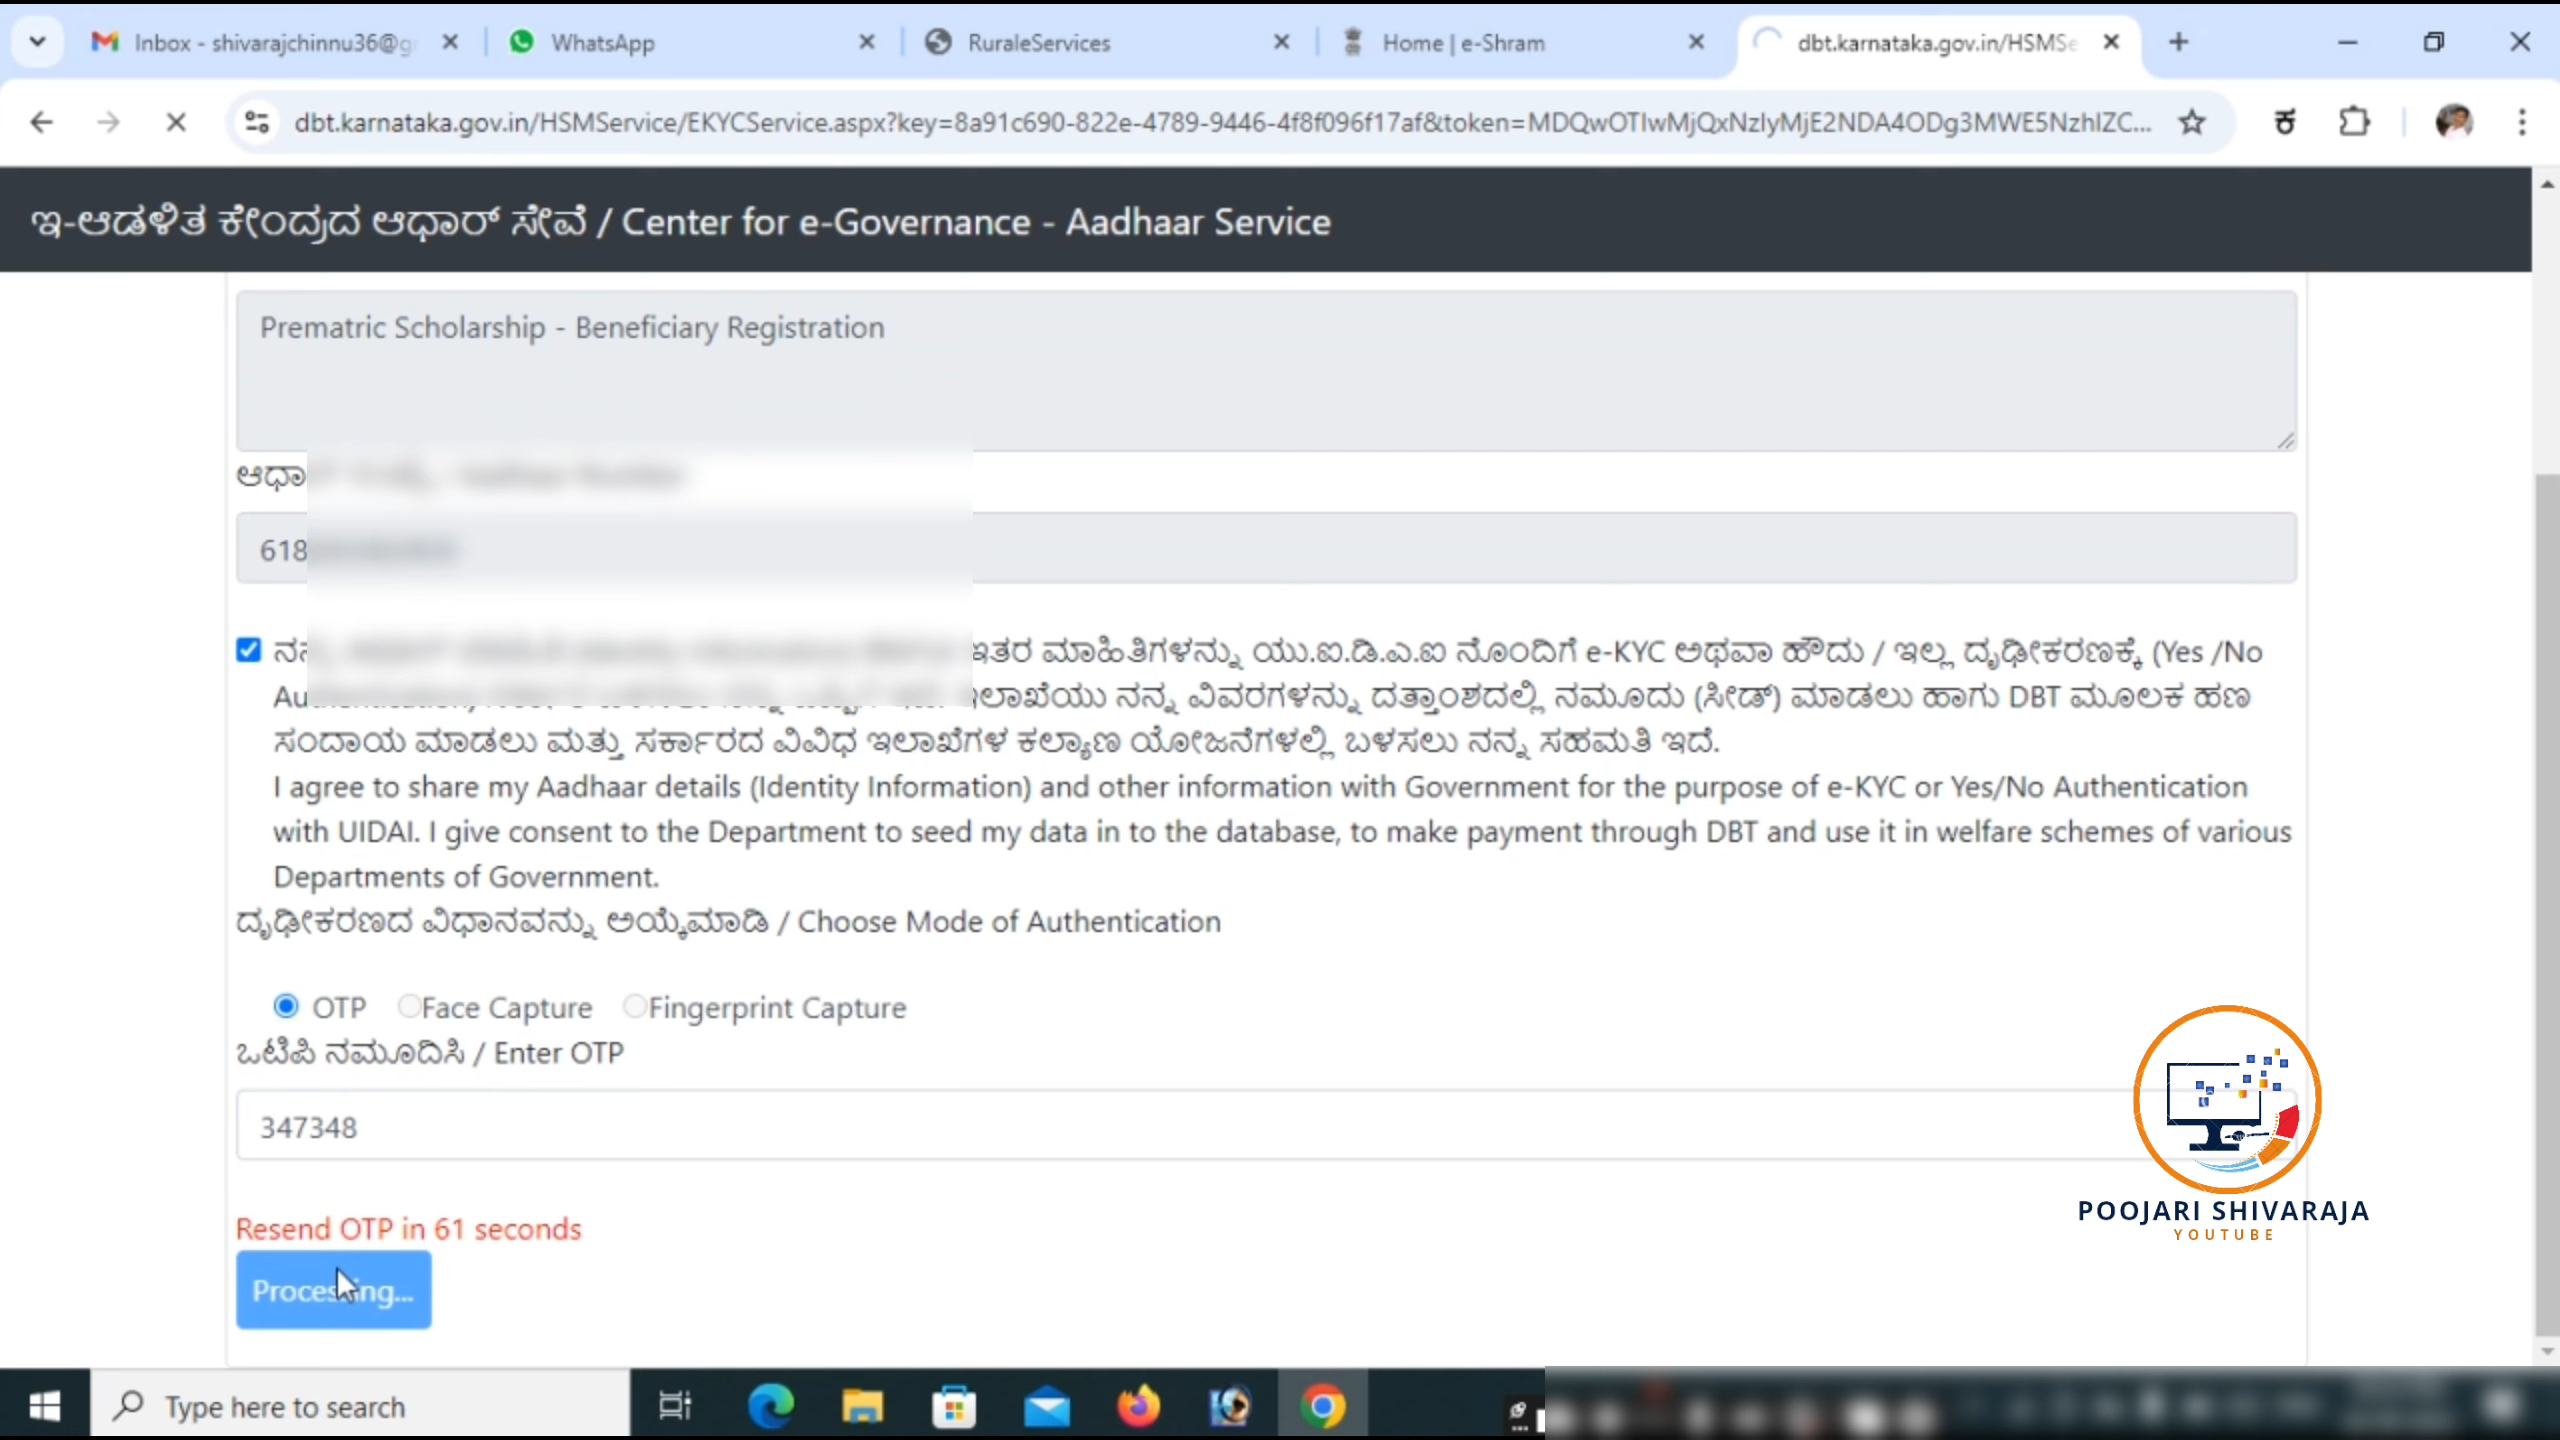 Inbox - shivarajchinnu36@g
WhatsApp
RuraleServices
Home | e-Shram
dbt.karnataka.gov.in/HSMSe
dbt.karnataka.gov.in/HSMService/EKYCService.aspx?key=8a91c690-822e-4789-9446-4f8f096f17af&token=MDQwOTIwMjQxNzIyMjE2NDA4ODg3MWE5NzhlZC...
ಇ-ಆಡಳಿತ ಕೇಂದ್ರದ ಆಧಾರ್ ಸೇವೆ / Center for e-Governance - Aadhaar Service
Prematric Scholarship - Beneficiary Registration
618
ಇತರ ಮಾಹಿತಿಗಳನ್ನು ಯು.ಐ.ಡಿ.ಎ.ಐ ನೊಂದಿಗೆ e-KYC ಅಥವಾ ಹೌದು / ಇಲ್ಲ ದೃಢೀಕರಣಕ್ಕೆ (Yes /No
ಇಲಾಖೆಯು ನನ್ನ ವಿವರಗಳನ್ನು ದತ್ತಾಂಶದಲ್ಲಿ ನಮೂದು (ಸೀಡ್) ಮಾಡಲು ಹಾಗು DBT ಮೂಲಕ ಹಣ
ಸಂದಾಯ ಮಾಡಲು ಮತ್ತು ಸರ್ಕಾರದ ವಿವಿಧ ಇಲಾಖೆಗಳ ಕಲ್ಯಾಣ ಯೋಜನೆಗಳಲ್ಲಿ ಬಳಸಲು ನನ್ನ ಸಹಮತಿ ಇದೆ.
I agree to share my Aadhaar details (Identity Information) and other information with Government for the purpose of e-KYC or Yes/No Authentication
with UIDAI. I give consent to the Department to seed my data in to the database, to make payment through DBT and use it in welfare schemes of various
Departments of Government.
ದೃಢೀಕರಣದ ವಿಧಾನವನ್ನು ಆಯ್ಕೆಮಾಡಿ / Choose Mode of Authentication
OTP Face Capture Fingerprint Capture
ಒಟಿಪಿ ನಮೂದಿಸಿ / Enter OTP
347348
Resend OTP in 61 seconds
Processing...
POOJARI SHIVARAJA
YOUTUBE
Type here to search